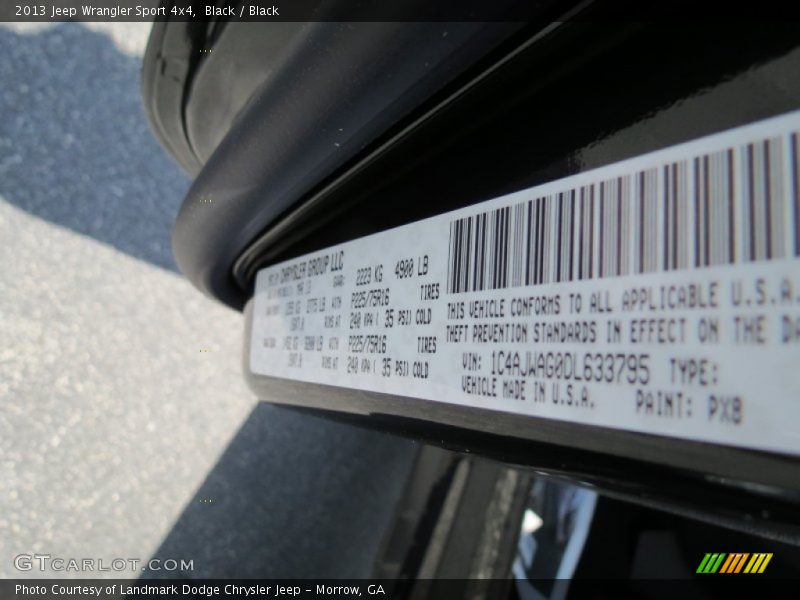 2013 Jeep Wrangler Sport 4x4, Black / Black
CHRYSLER GROUP LLC
2223 KG 4900 LB
P225/75R16 TIRES
240 KPA ( 35 PSI) COLD
P225/75R16 TIRES
240 KPA ( 35 PSI) COLD
THIS VEHICLE CONFORMS TO ALL APPLICABLE U.S.A.
THEFT PREVENTION STANDARDS IN EFFECT ON THE DA
VIN: 1C4AJWAG0DL633795 TYPE:
VEHICLE MADE IN U.S.A. PAINT: PX8
GTCARLOT.COM
Photo Courtesy of Landmark Dodge Chrysler Jeep - Morrow, GA